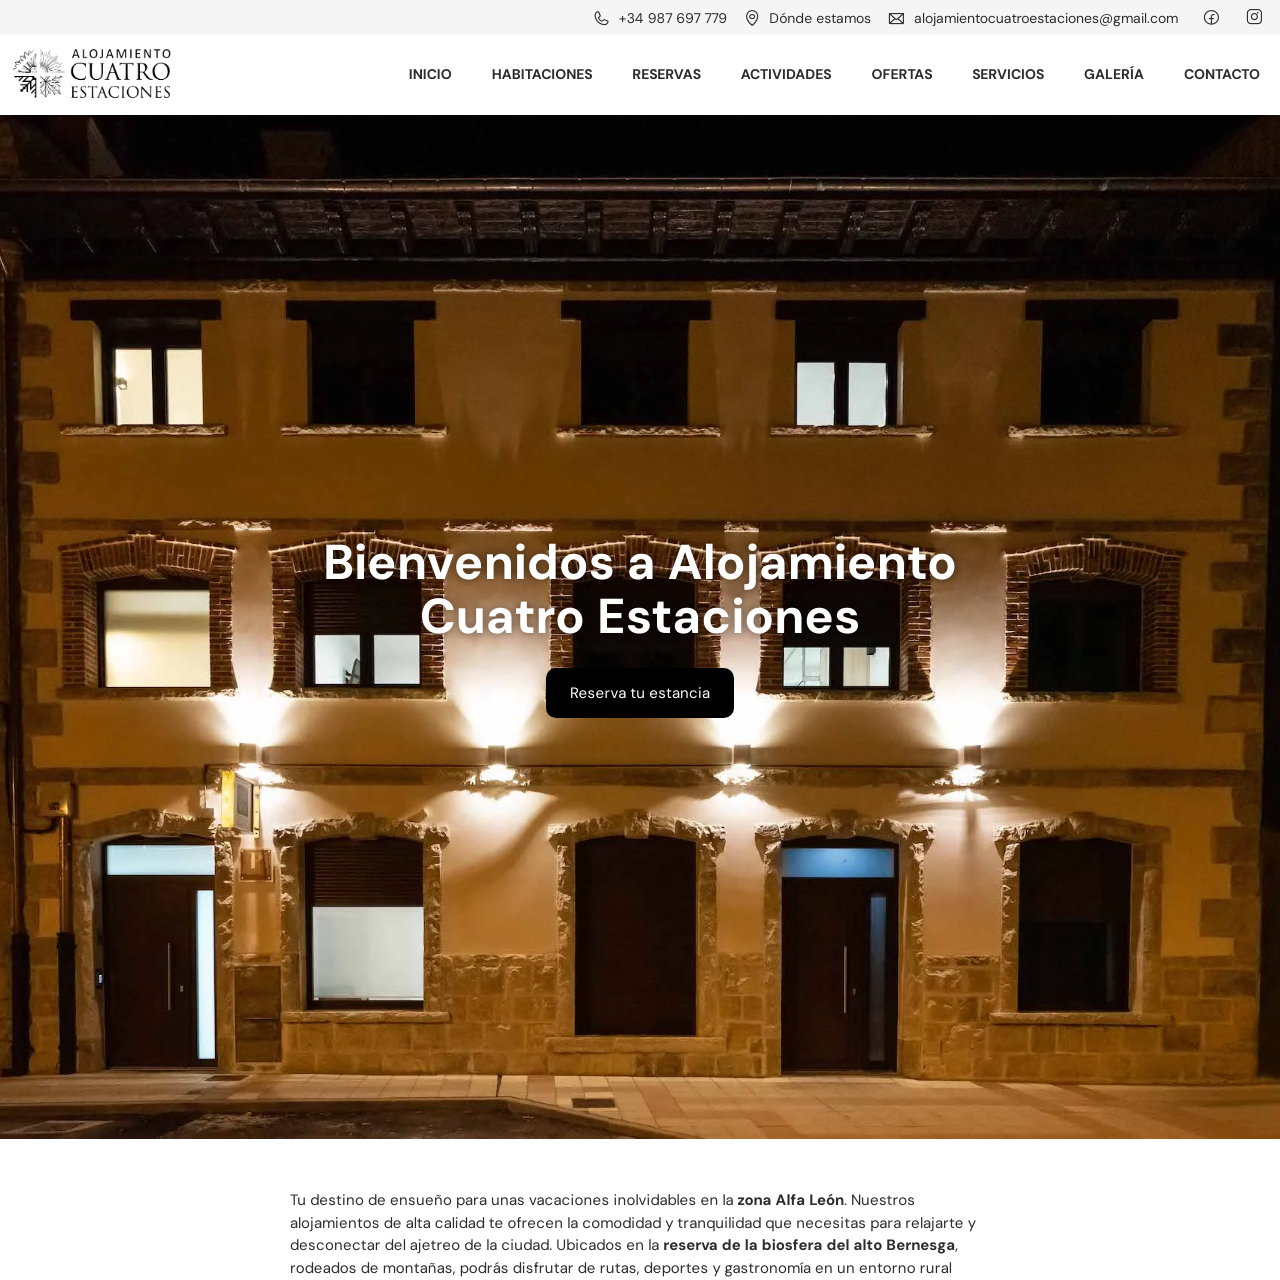 +34 987 697 779 Dónde estamos alojamientocuatroestaciones@gmail.com
ALOJAMIENTO
CUATRO
ESTACIONES
INICIO HABITACIONES RESERVAS ACTIVIDADES OFERTAS SERVICIOS GALERÍA CONTACTO
Bienvenidos a Alojamiento
Cuatro Estaciones
Reserva tu estancia
Tu destino de ensueño para unas vacaciones inolvidables en la zona Alfa León. Nuestros
alojamientos de alta calidad te ofrecen la comodidad y tranquilidad que necesitas para relajarte y
desconectar del ajetreo de la ciudad. Ubicados en la reserva de la biosfera del alto Bernesga,
rodeados de montañas, podrás disfrutar de rutas, deportes y gastronomía en un entorno rural